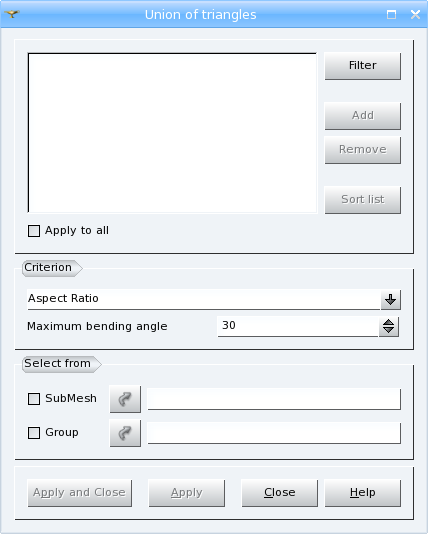 Union of triangles
Filter
Add
Remove
Sort list
Apply to all
Criterion
Aspect Ratio
Maximum bending angle 30
Select from
SubMesh
Group
Apply and Close Apply Close Help